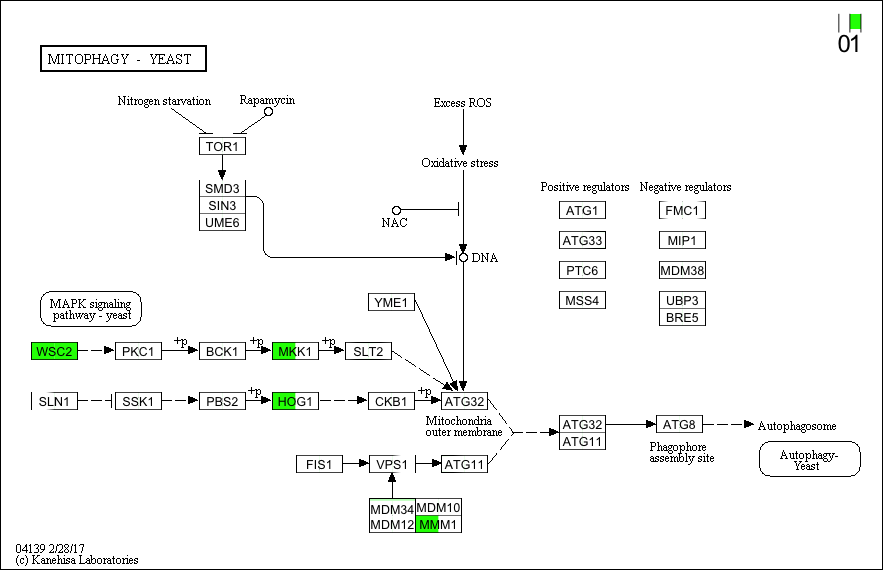 01
MITOPHAGY - YEAST
Nitrogen starvation
Rapamycin
Excess ROS
TOR1
Oxidative stress
SMD3
SIN3
UME6
Positive regulators
Negative regulators
NAC
ATG1
FMC1
ATG33
MIP1
DNA
PTC6
MDM38
MSS4
UBP3
BRE5
YME1
MAPK signaling
pathway - yeast
WSC2
PKC1
+p
BCK1
+p
MKK1
+p
SLT2
SLN1
SSK1
PBS2
+p
HOG1
CKB1
+p
ATG32
Mitochondria
outer membrane
ATG32
ATG11
ATG8
Autophagosome
Phagophore
assembly site
Autophagy-
Yeast
FIS1
VPS1
ATG11
MDM34
MDM10
MDM12
MMM1
04139 2/28/17
(c) Kanehisa Laboratories